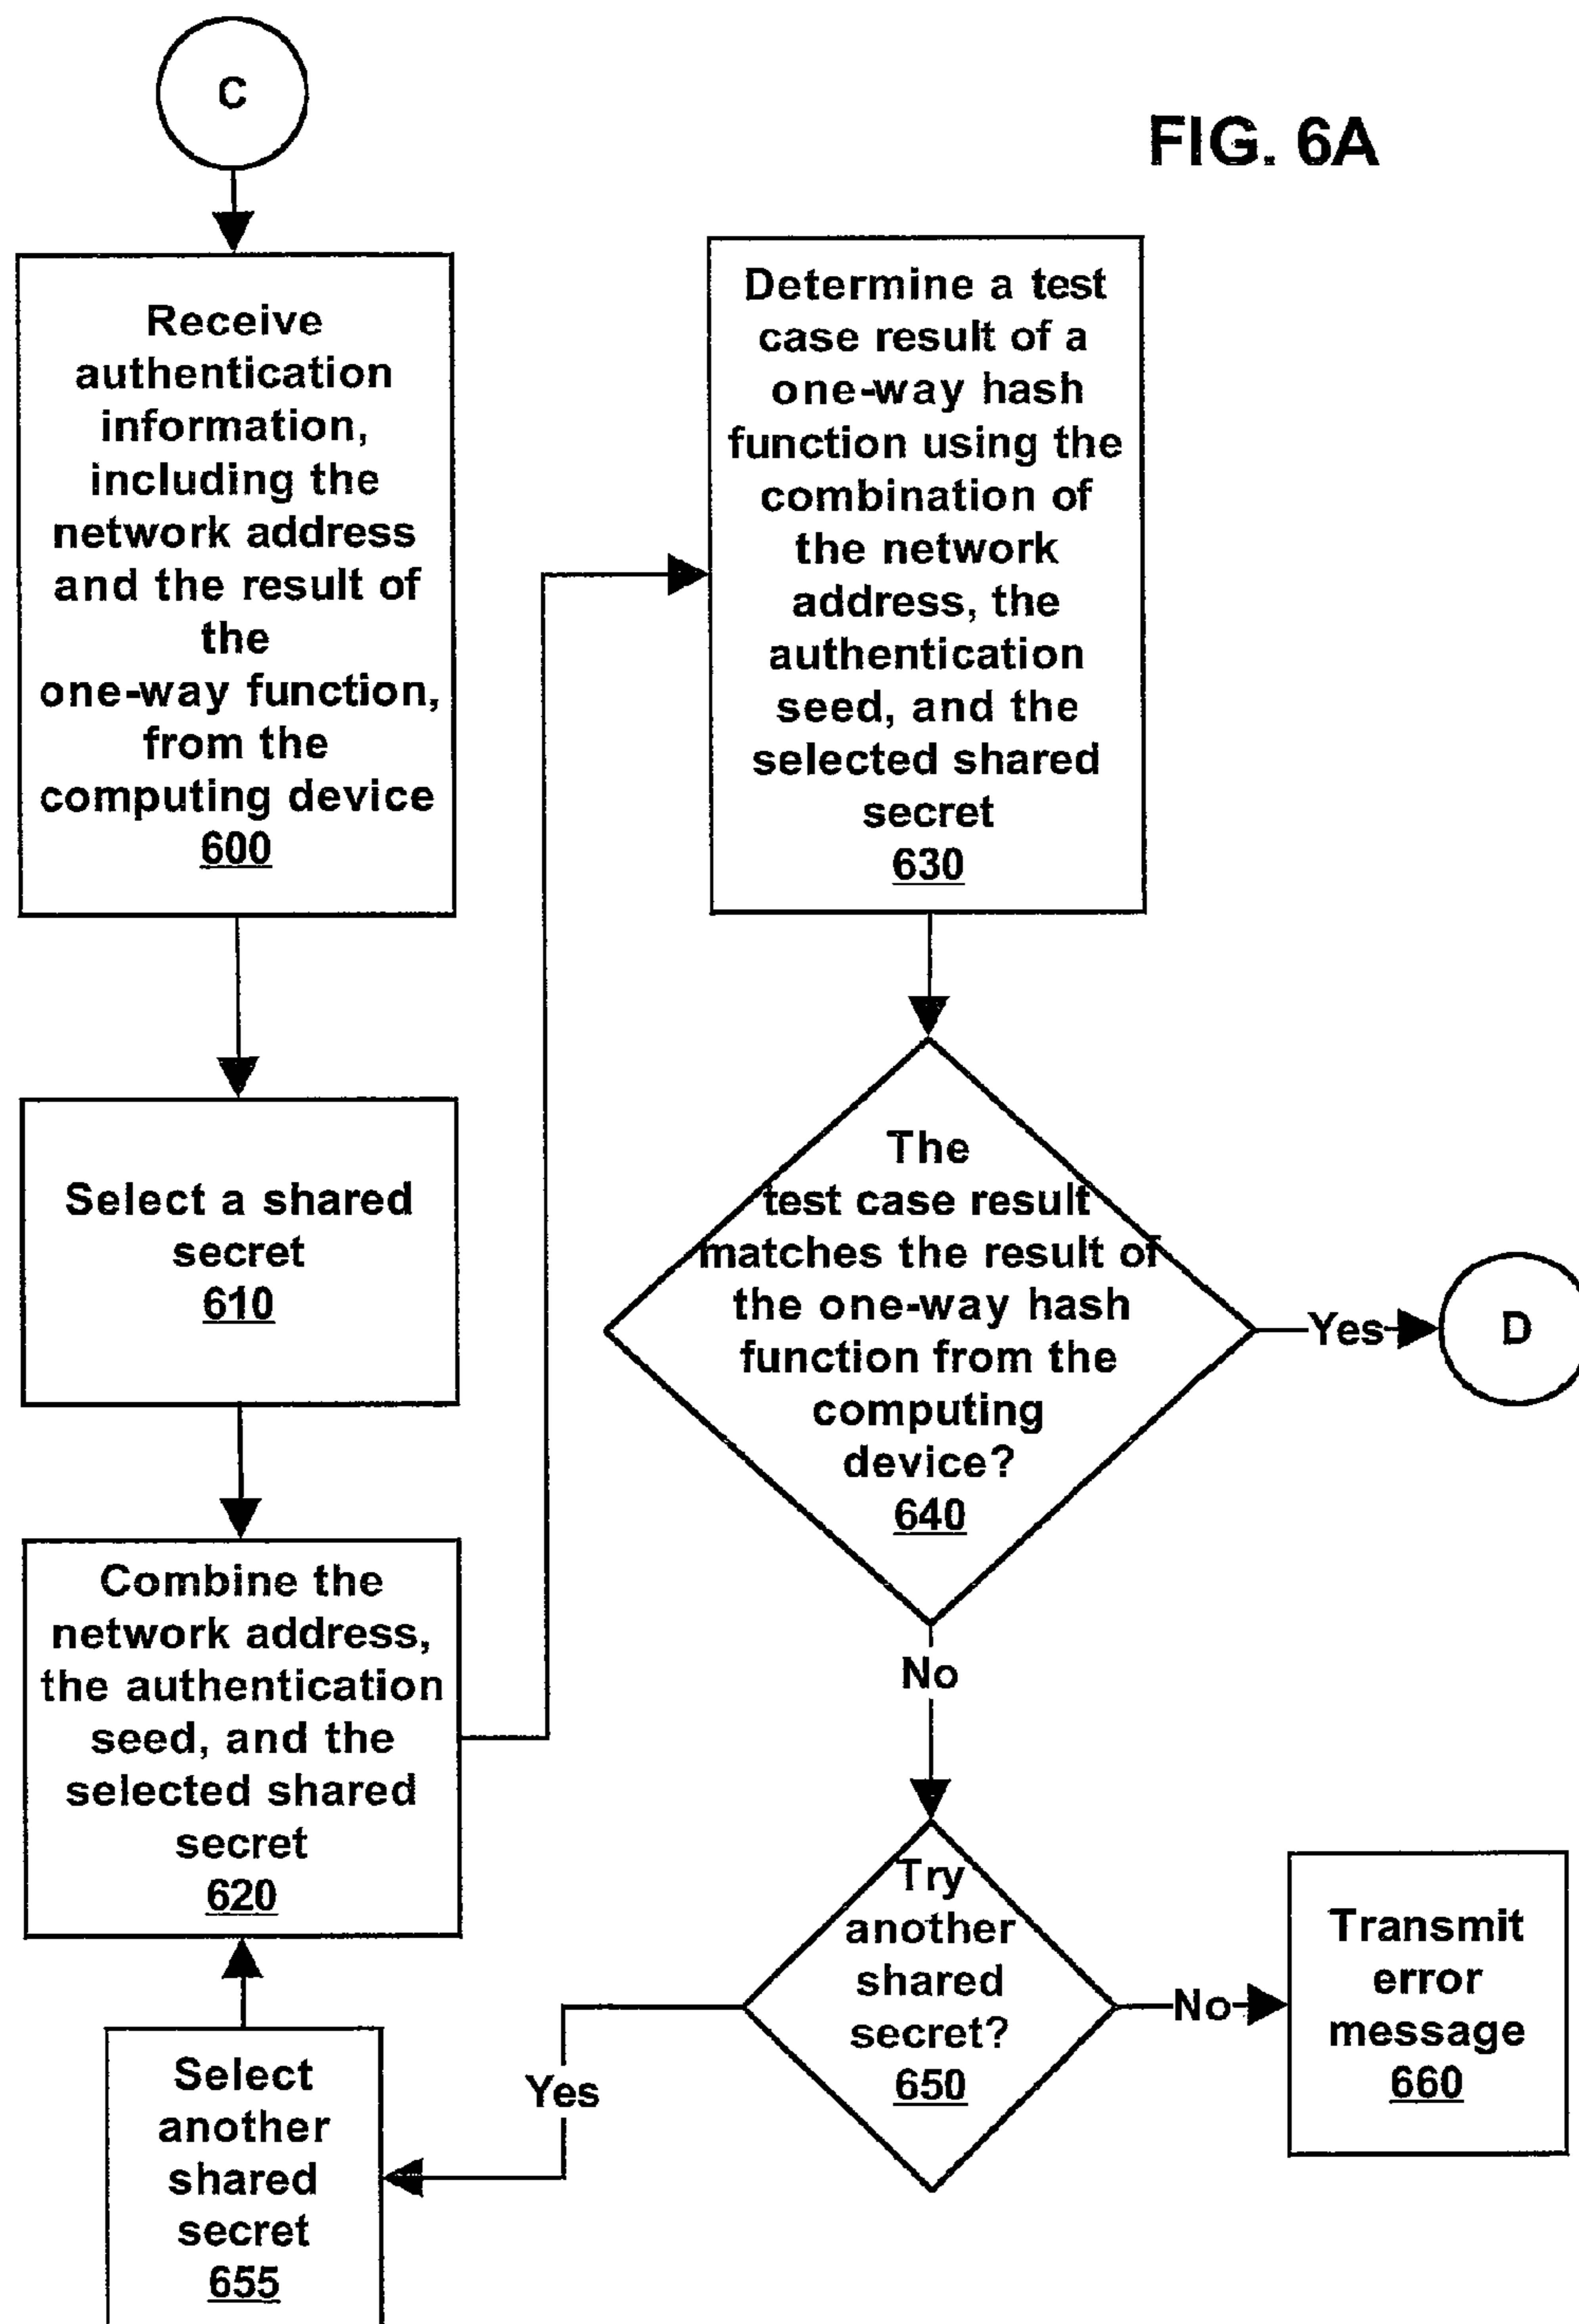 C
FIG. 6A
Receive
authentication
information,
including the
network address
and the result of
the
one-way function,
from the
computing device
600
Select a shared
secret
610
Combine the
network address,
the authentication
seed, and the
selected shared
secret
620
Determine a test
case result of a
one-way hash
function using the
combination of
the network
address, the
authentication
seed, and the
selected shared
secret
630
The
test case result
matches the result of
the one-way hash
function from the
computing
device?
640
Yes
D
No
Try
another
shared
secret?
650
No
Transmit
error
message
660
Yes
Select
another
shared
secret
655